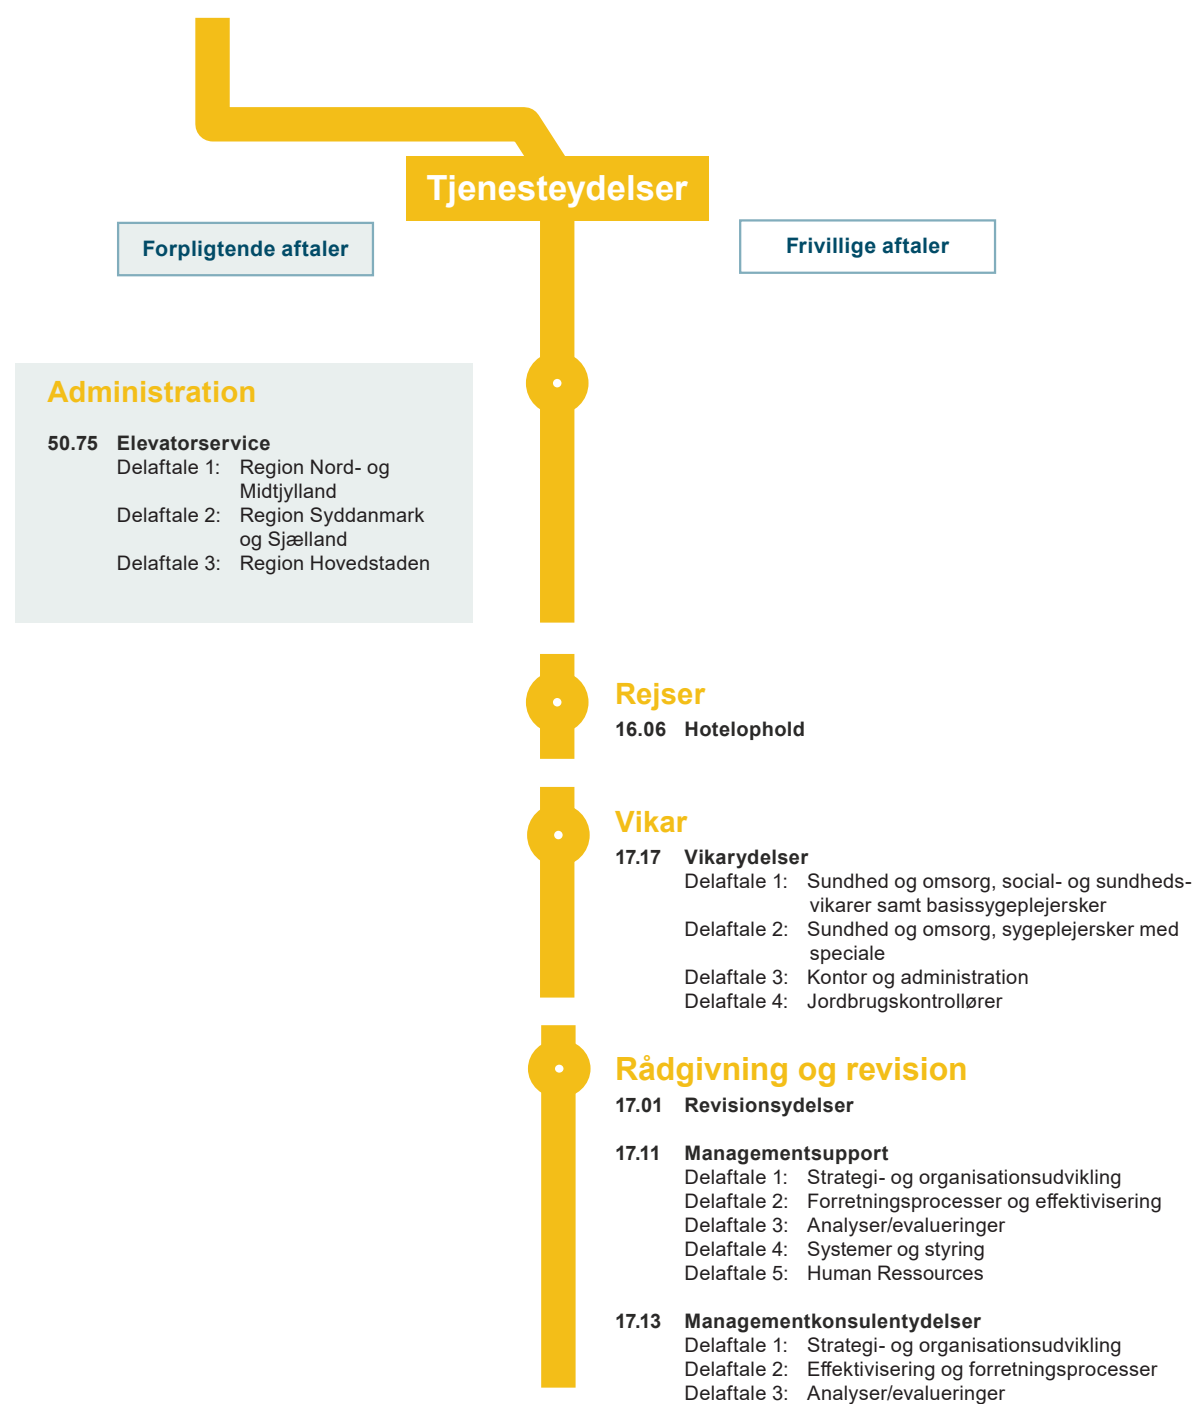 Tjenesteydelser
Forpligtende aftaler
Frivillige aftaler
Administration
50.75 Elevatorservice
Delaftale 1: Region Nord- og
Midtjylland
Delaftale 2: Region Syddanmark
og Sjælland
Delaftale 3: Region Hovedstaden
Rejser
16.06 Hotelophold
Vikar
17.17 Vikarydelser
Delaftale 1: Sundhed og omsorg, social- og sundheds-
vikarer samt basissygeplejersker
Delaftale 2: Sundhed og omsorg, sygeplejersker med
speciale
Delaftale 3: Kontor og administration
Delaftale 4: Jordbrugskontrollører
Rådgivning og revision
17.01 Revisionsydelser
17.11 Managementsupport
Delaftale 1: Strategi- og organisationsudvikling
Delaftale 2: Forretningsprocesser og effektivisering
Delaftale 3: Analyser/evalueringer
Delaftale 4: Systemer og styring
Delaftale 5: Human Ressources
17.13 Managementkonsulentydelser
Delaftale 1: Strategi- og organisationsudvikling
Delaftale 2: Effektivisering og forretningsprocesser
Delaftale 3: Analyser/evalueringer